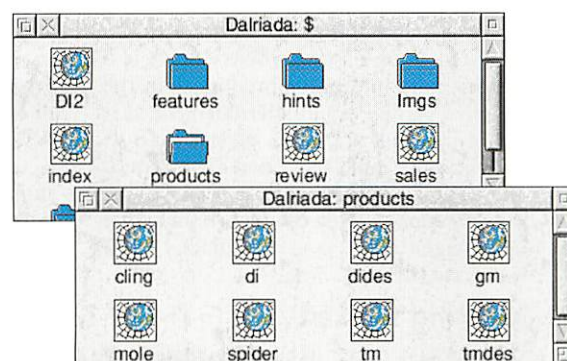 Dalriada: $
DI2 features hints Imgs
index products review sales
Dalriada: products
cling di dides gm
mole spider tm tmdes